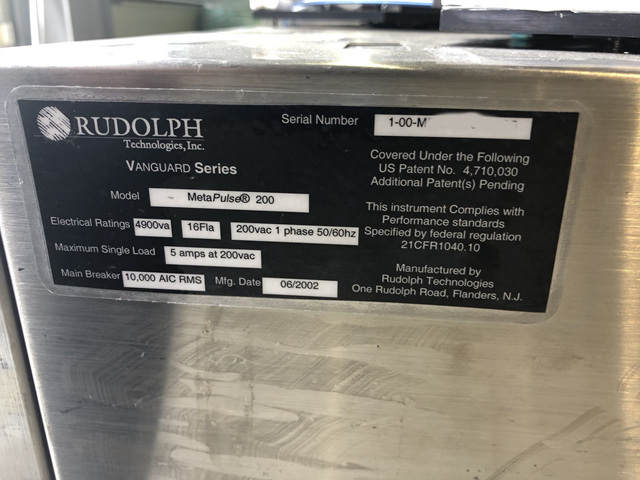 RUDOLPH
Technologies, Inc.
VANGUARD Series
Model MetaPulse® 200
Electrical Ratings 4900va 16Fla 200vac 1 phase 50/60hz
Maximum Single Load 5 amps at 200vac
Main Breaker 10,000 AIC RMS Mfg. Date 06/2002
Serial Number 1-00-M
Covered Under the Following
US Patent No. 4,710,030
Additional Patent(s) Pending
This instrument Complies with
Performance standards
Specified by federal regulation
21CFR1040.10
Manufactured by
Rudolph Technologies
One Rudolph Road, Flanders, N.J.